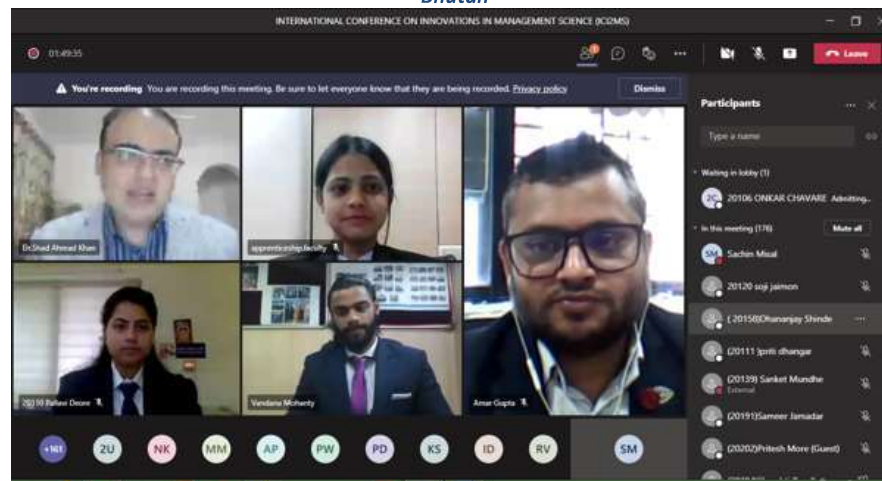 Bhutan
INTERNATIONAL CONFERENCE ON INNOVATIONS IN MANAGEMENT SCIENCE (ICI2MS)
01:49:35
Leave
You're recording You are recording this meeting. Be sure to let everyone know that they are being recorded. Privacy policy
Dismiss
Participants
Type a name
Waiting in lobby (1)
2C
20106 ONKAR CHAVARE Admitting...
In this meeting (176)
Mute all
SM
Sachin Misal
20120 soji jaimon
( 20158)Dhananjay Shinde
(20111 )priti dhangar
(20139) Sanket Mundhe
External
(20191)Sameer Jamadar
(20202)Pritesh More (Guest)
Dr.Shad Ahmad Khan
apprenticeship.faculty
Pallavi Deore
Vandana Mohanty
Amar Gupta
+161
2U
NK
MM
AP
PW
PD
KS
ID
RV
SM